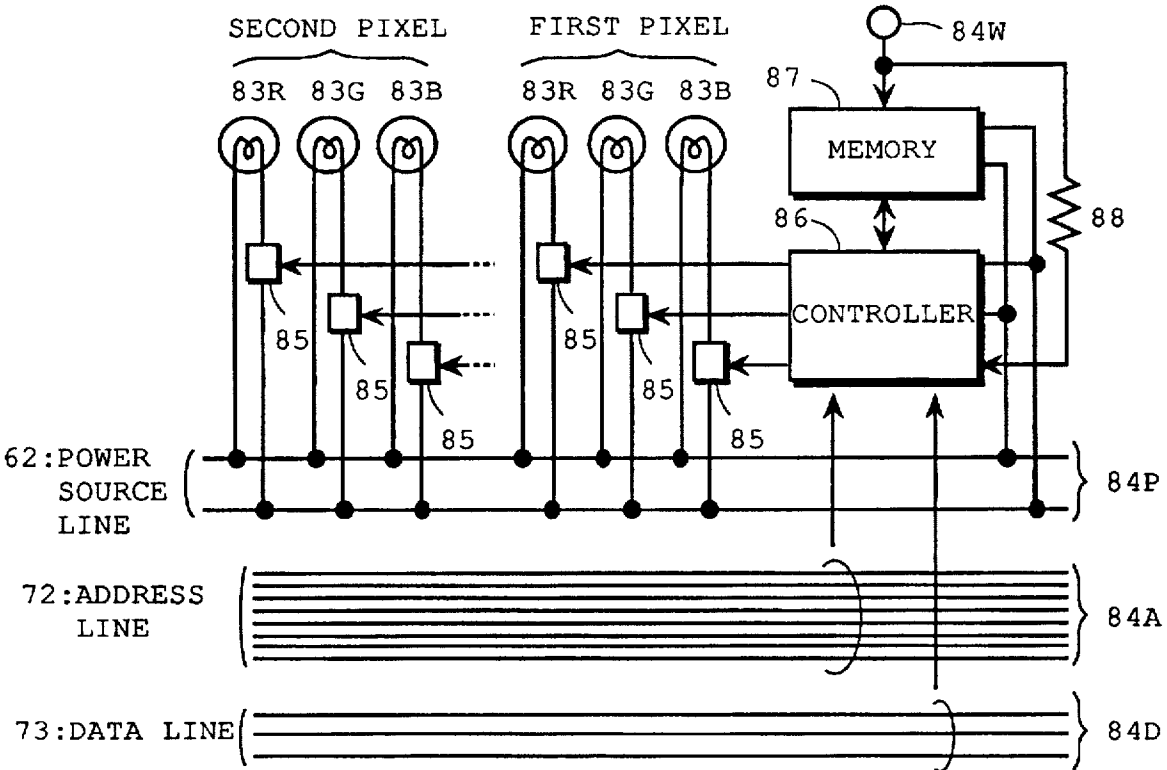 SECOND PIXEL
FIRST PIXEL
84W
87
83R 83G 83B
83R 83G 83B
MEMORY
86
88
CONTROLLER
85
85
85
85
85
85
62:POWER
SOURCE
LINE
84P
72:ADDRESS
LINE
84A
73:DATA LINE
84D